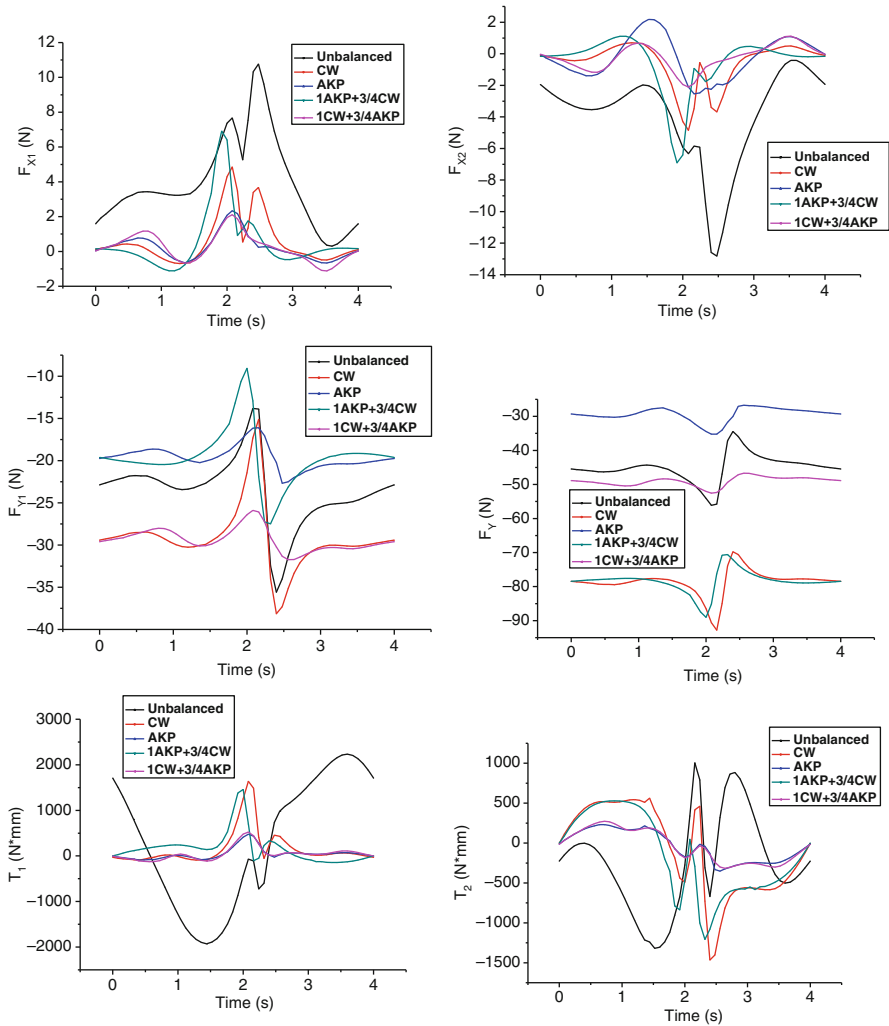 F_X1 (N)
12
10
8
6
4
2
0
−2
0
1
2
3
4
Time (s)
Unbalanced
CW
AKP
1AKP+3/4CW
1CW+3/4AKP
F_X2 (N)
2
0
−2
−4
−6
−8
−10
−12
−14
0
1
2
3
4
Time (s)
Unbalanced
CW
AKP
1AKP+3/4CW
1CW+3/4AKP
F_Y1 (N)
−10
−15
−20
−25
−30
−35
−40
0
1
2
3
4
Time (s)
Unbalanced
CW
AKP
1AKP+3/4CW
1CW+3/4AKP
F_Y (N)
−30
−40
−50
−60
−70
−80
−90
0
1
2
3
4
Time (s)
Unbalanced
CW
AKP
1AKP+3/4CW
1CW+3/4AKP
T_1 (N*mm)
3000
2000
1000
0
−1000
−2000
0
1
2
3
4
Time (s)
Unbalanced
CW
AKP
1AKP+3/4CW
1CW+3/4AKP
T_2 (N*mm)
1000
500
0
−500
−1000
−1500
0
1
2
3
4
Time (s)
Unbalanced
CW
AKP
1AKP+3/4CW
1CW+3/4AKP